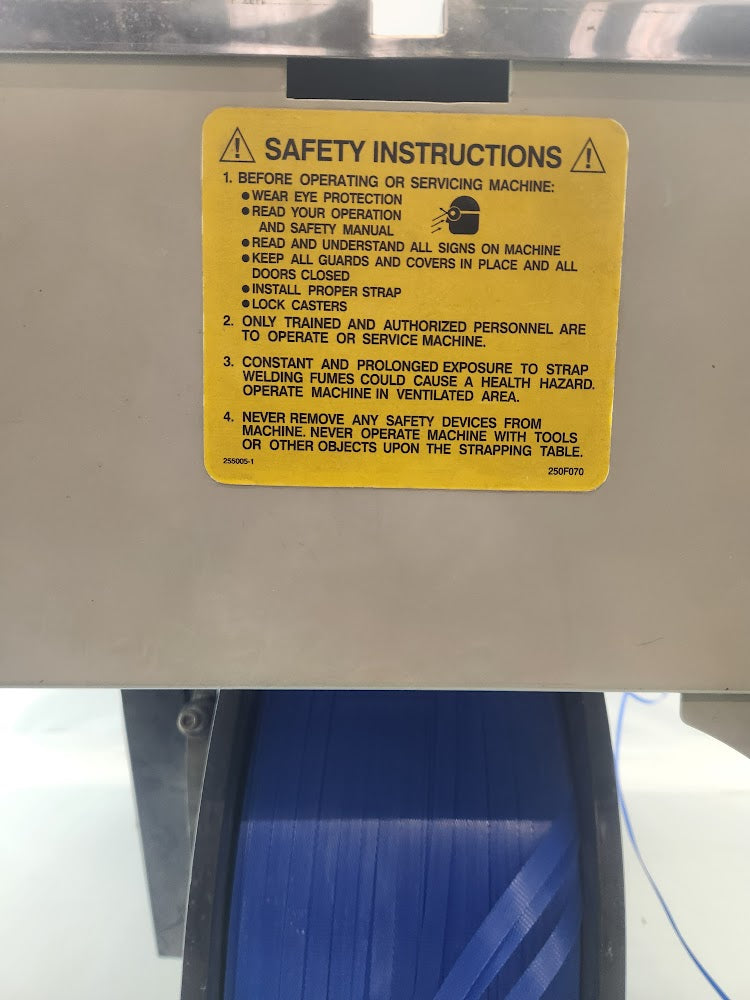 SAFETY INSTRUCTIONS
1. BEFORE OPERATING OR SERVICING MACHINE:
● WEAR EYE PROTECTION
● READ YOUR OPERATION
AND SAFETY MANUAL
● READ AND UNDERSTAND ALL SIGNS ON MACHINE
● KEEP ALL GUARDS AND COVERS IN PLACE AND ALL
DOORS CLOSED
● INSTALL PROPER STRAP
● LOCK CASTERS
2. ONLY TRAINED AND AUTHORIZED PERSONNEL ARE
TO OPERATE OR SERVICE MACHINE.
3. CONSTANT AND PROLONGED EXPOSURE TO STRAP
WELDING FUMES COULD CAUSE A HEALTH HAZARD.
OPERATE MACHINE IN VENTILATED AREA.
4. NEVER REMOVE ANY SAFETY DEVICES FROM
MACHINE. NEVER OPERATE MACHINE WITH TOOLS
OR OTHER OBJECTS UPON THE STRAPPING TABLE.
255005-1
250F070